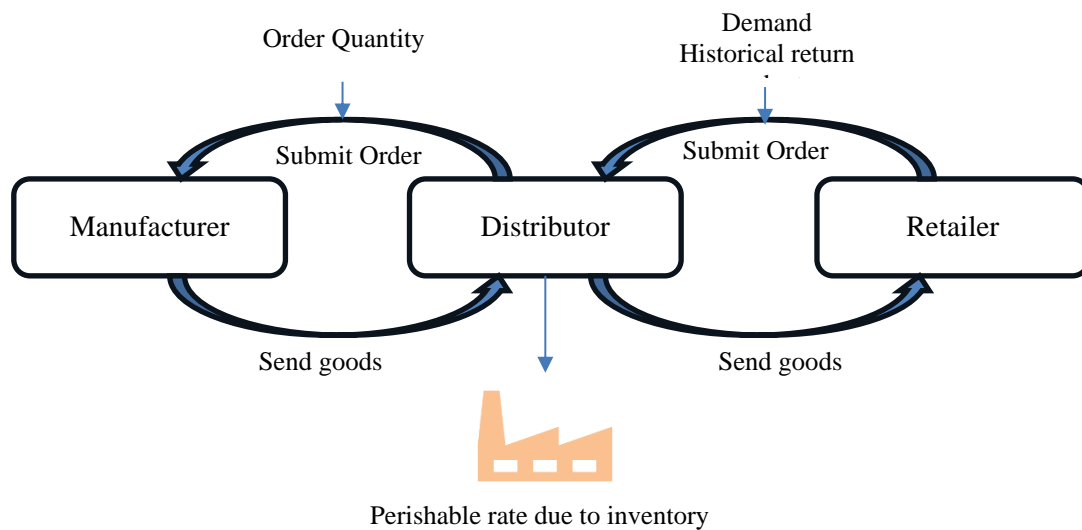 Order Quantity
Demand
Historical return
Submit Order
Submit Order
Manufacturer
Distributor
Retailer
Send goods
Send goods
Perishable rate due to inventory